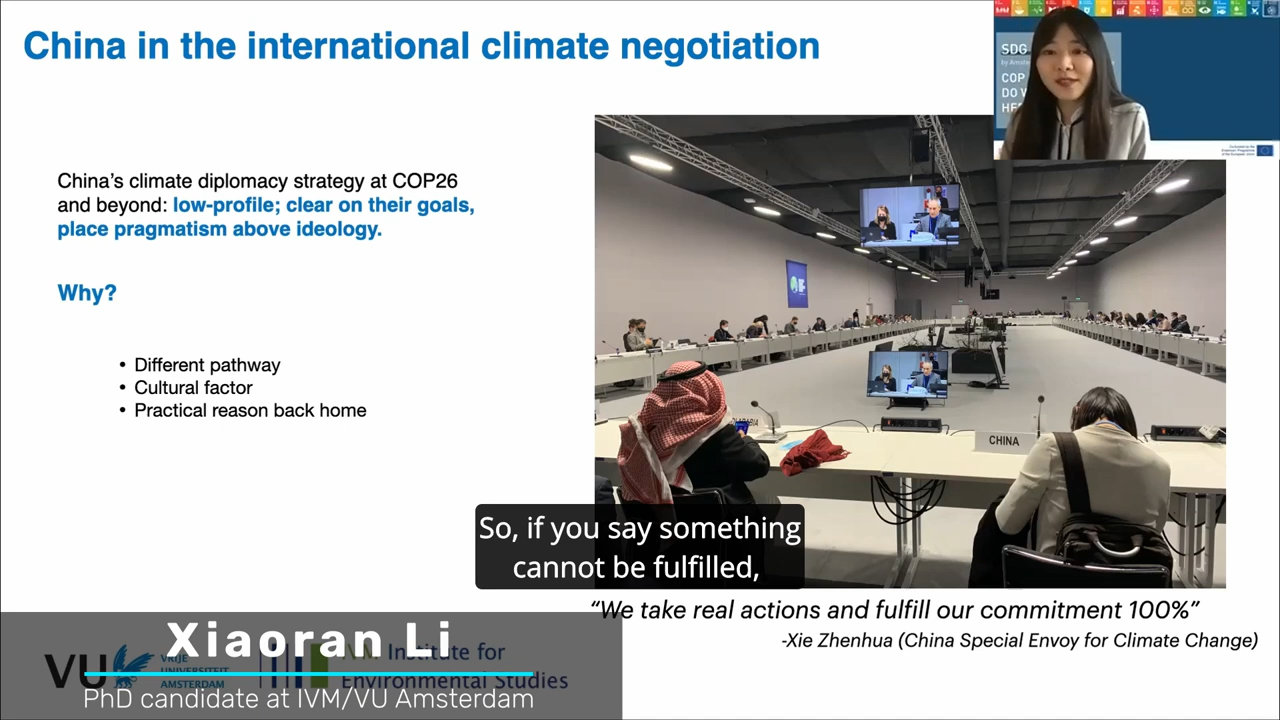 China in the international climate negotiation
SDG
COP
DO
China's climate diplomacy strategy at COP26
and beyond: low-profile; clear on their goals,
place pragmatism above ideology.
Why?
• Different pathway
• Cultural factor
• Practical reason back home
CHINA
So, if you say something
cannot be fulfilled,
“We take real actions and fulfill our commitment 100%”
-Xie Zhenhua (China Special Envoy for Climate Change)
Xiaoran Li
PhD candidate at IVM/VU Amsterdam
VU
VRIJE
UNIVERSITEIT
AMSTERDAM
Institute for
Environmental Studies